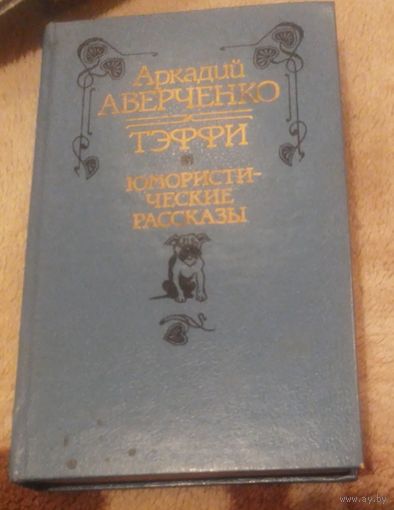 Аркадий
АВЕРЧЕНКО
ТЭФФИ
ЮМОРИСТИ-
ЧЕСКИЕ
РАССКАЗЫ
www.ay.by